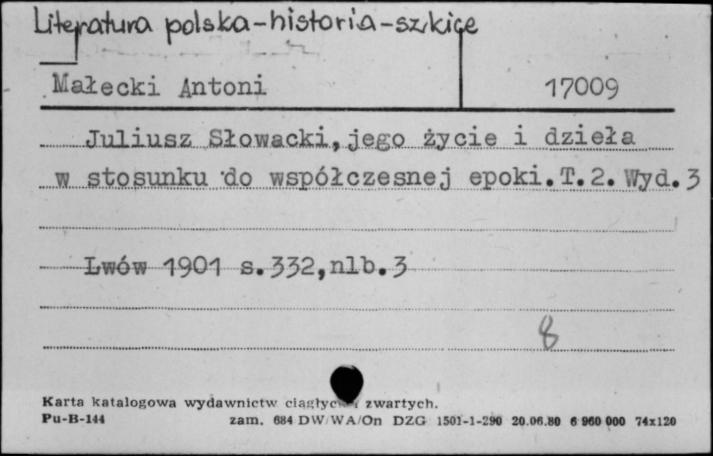 Literatura polska-historia-szkice
Małecki Antoni 17009
Juliusz Słowacki, jego życie i dzieła
w stosunku do współczesnej epoki. T. 2. Wyd. 3
Lwów 1901 s. 332, nlb. 3
8
Karta katalogowa wydawnictw ciągłych i zwartych.
Pu-B-144 zam. 684 DW/WA/On DZG 1501-1-290 20.06.80 6 960 000 74x120